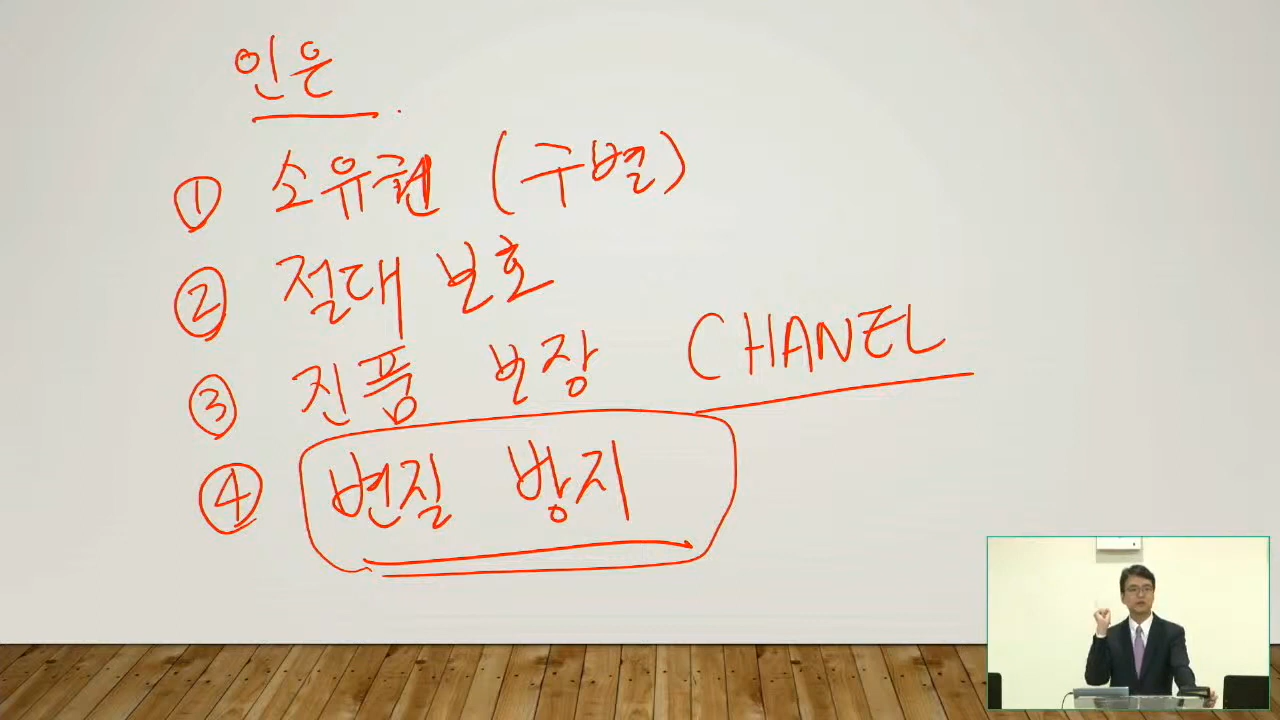 인은
① 소유권 (구별)
② 절대 보호
③ 진품 보장 CHANEL
④ 변질 방지